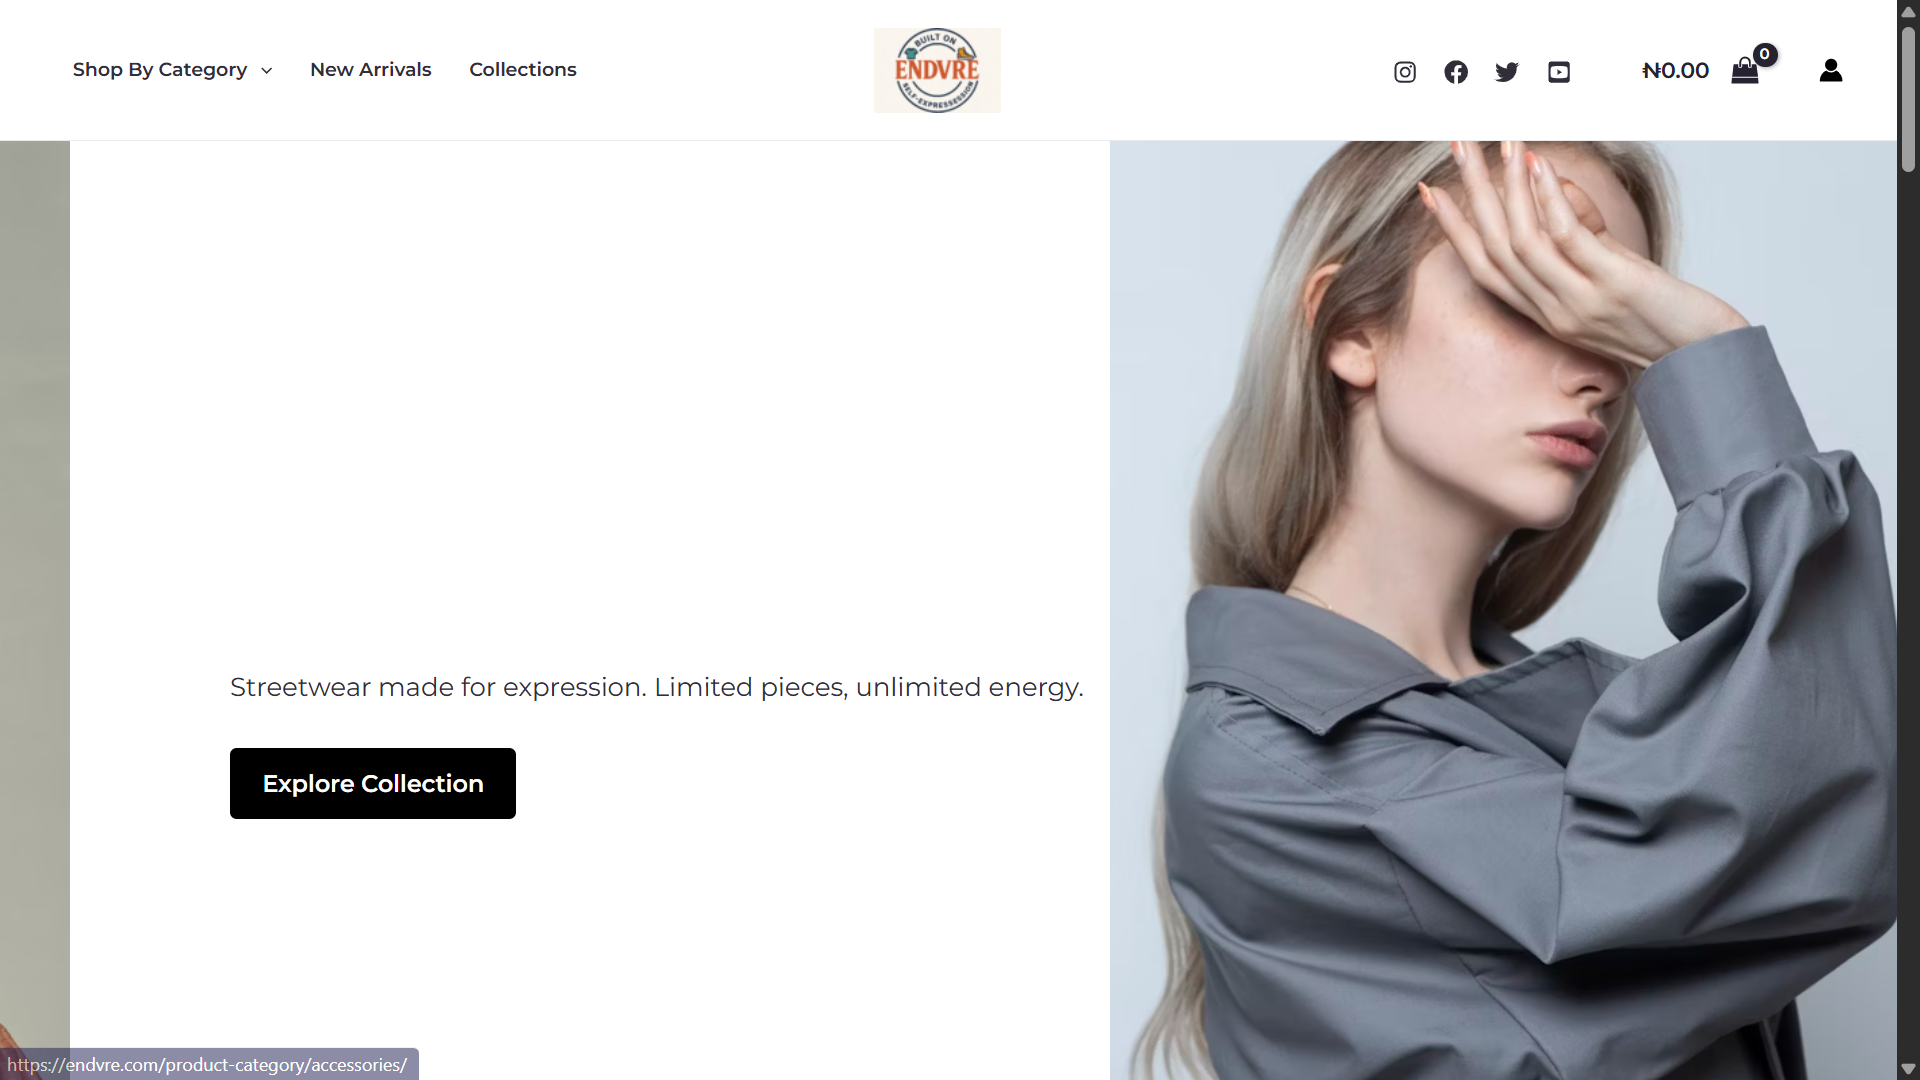 Shop By Category
New Arrivals
Collections
BUILT ON
ENDVRE
SELF-EXPRESSESSION
₦0.00
0
Streetwear made for expression. Limited pieces, unlimited energy.
Explore Collection
https://endvre.com/product-category/accessories/